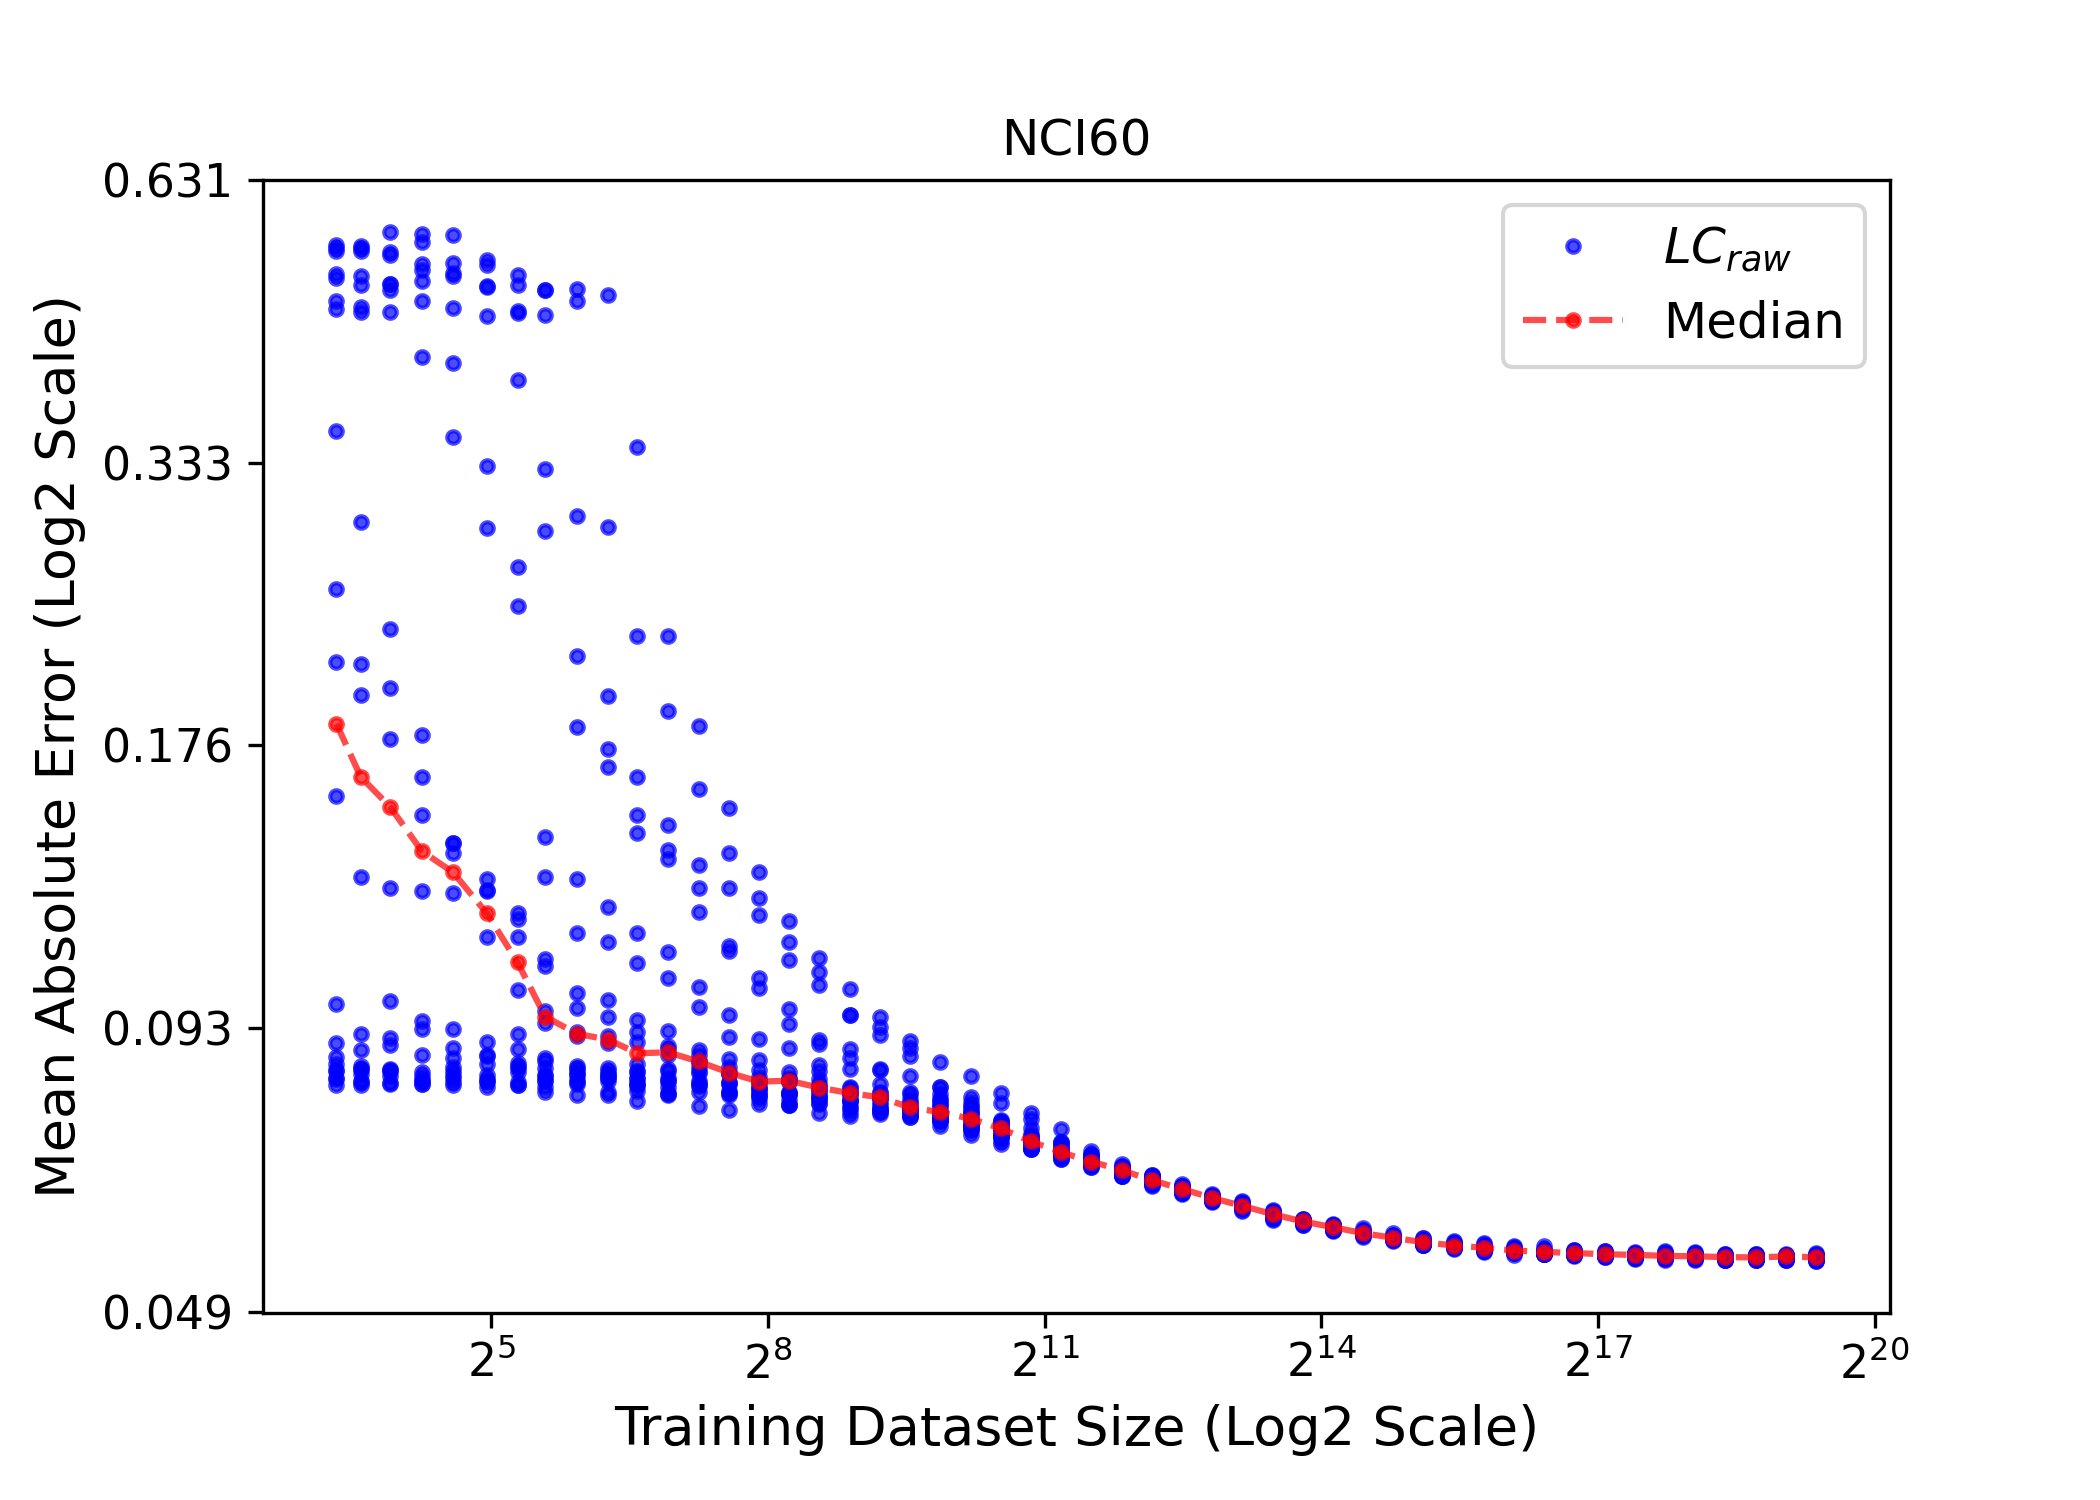 NCI60
0.631
0.333
0.176
0.093
0.049
Mean Absolute Error (Log2 Scale)
LC_raw
Median
2^5 2^8 2^11 2^14 2^17 2^20
Training Dataset Size (Log2 Scale)